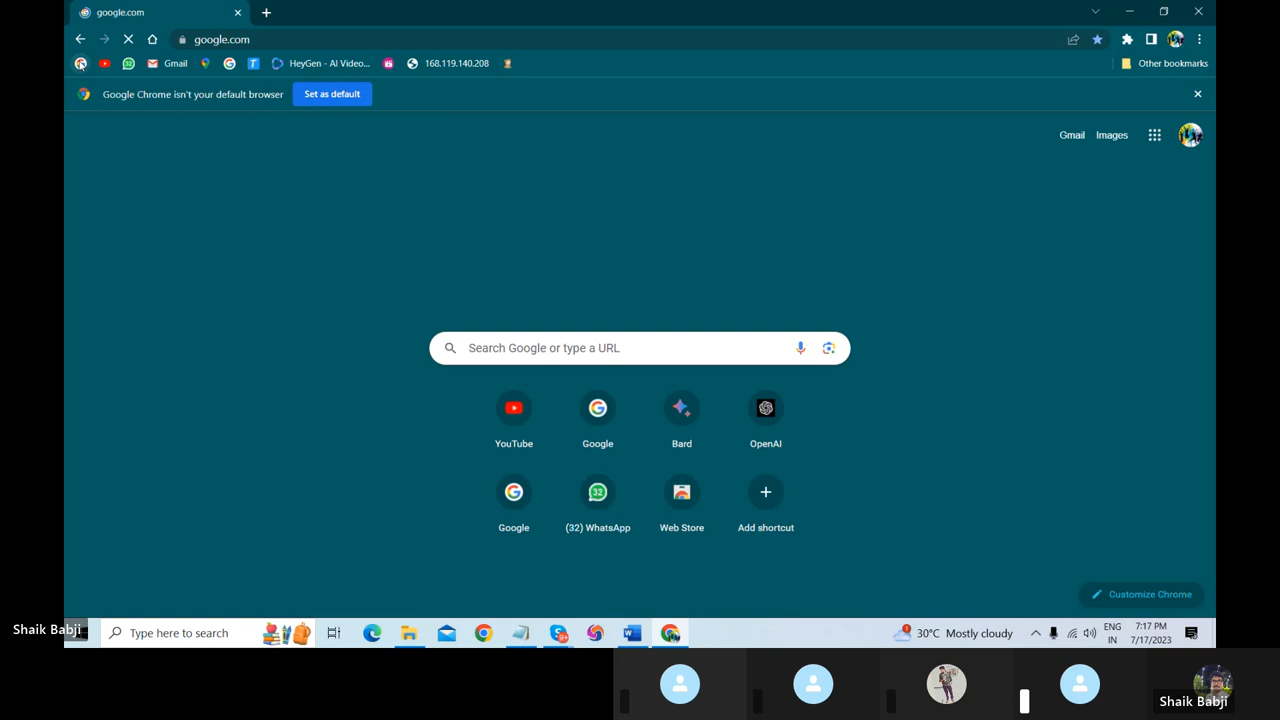 google.com
google.com
Gmail
HeyGen - AI Video...
168.119.140.208
Other bookmarks
Google Chrome isn't your default browser
Set as default
Gmail
Images
Search Google or type a URL
YouTube
Google
Bard
OpenAI
32
Google
(32) WhatsApp
Web Store
Add shortcut
Customize Chrome
Shaik Babji
Type here to search
30°C Mostly cloudy
ENG
IN
7:17 PM
7/17/2023
Shaik Babji